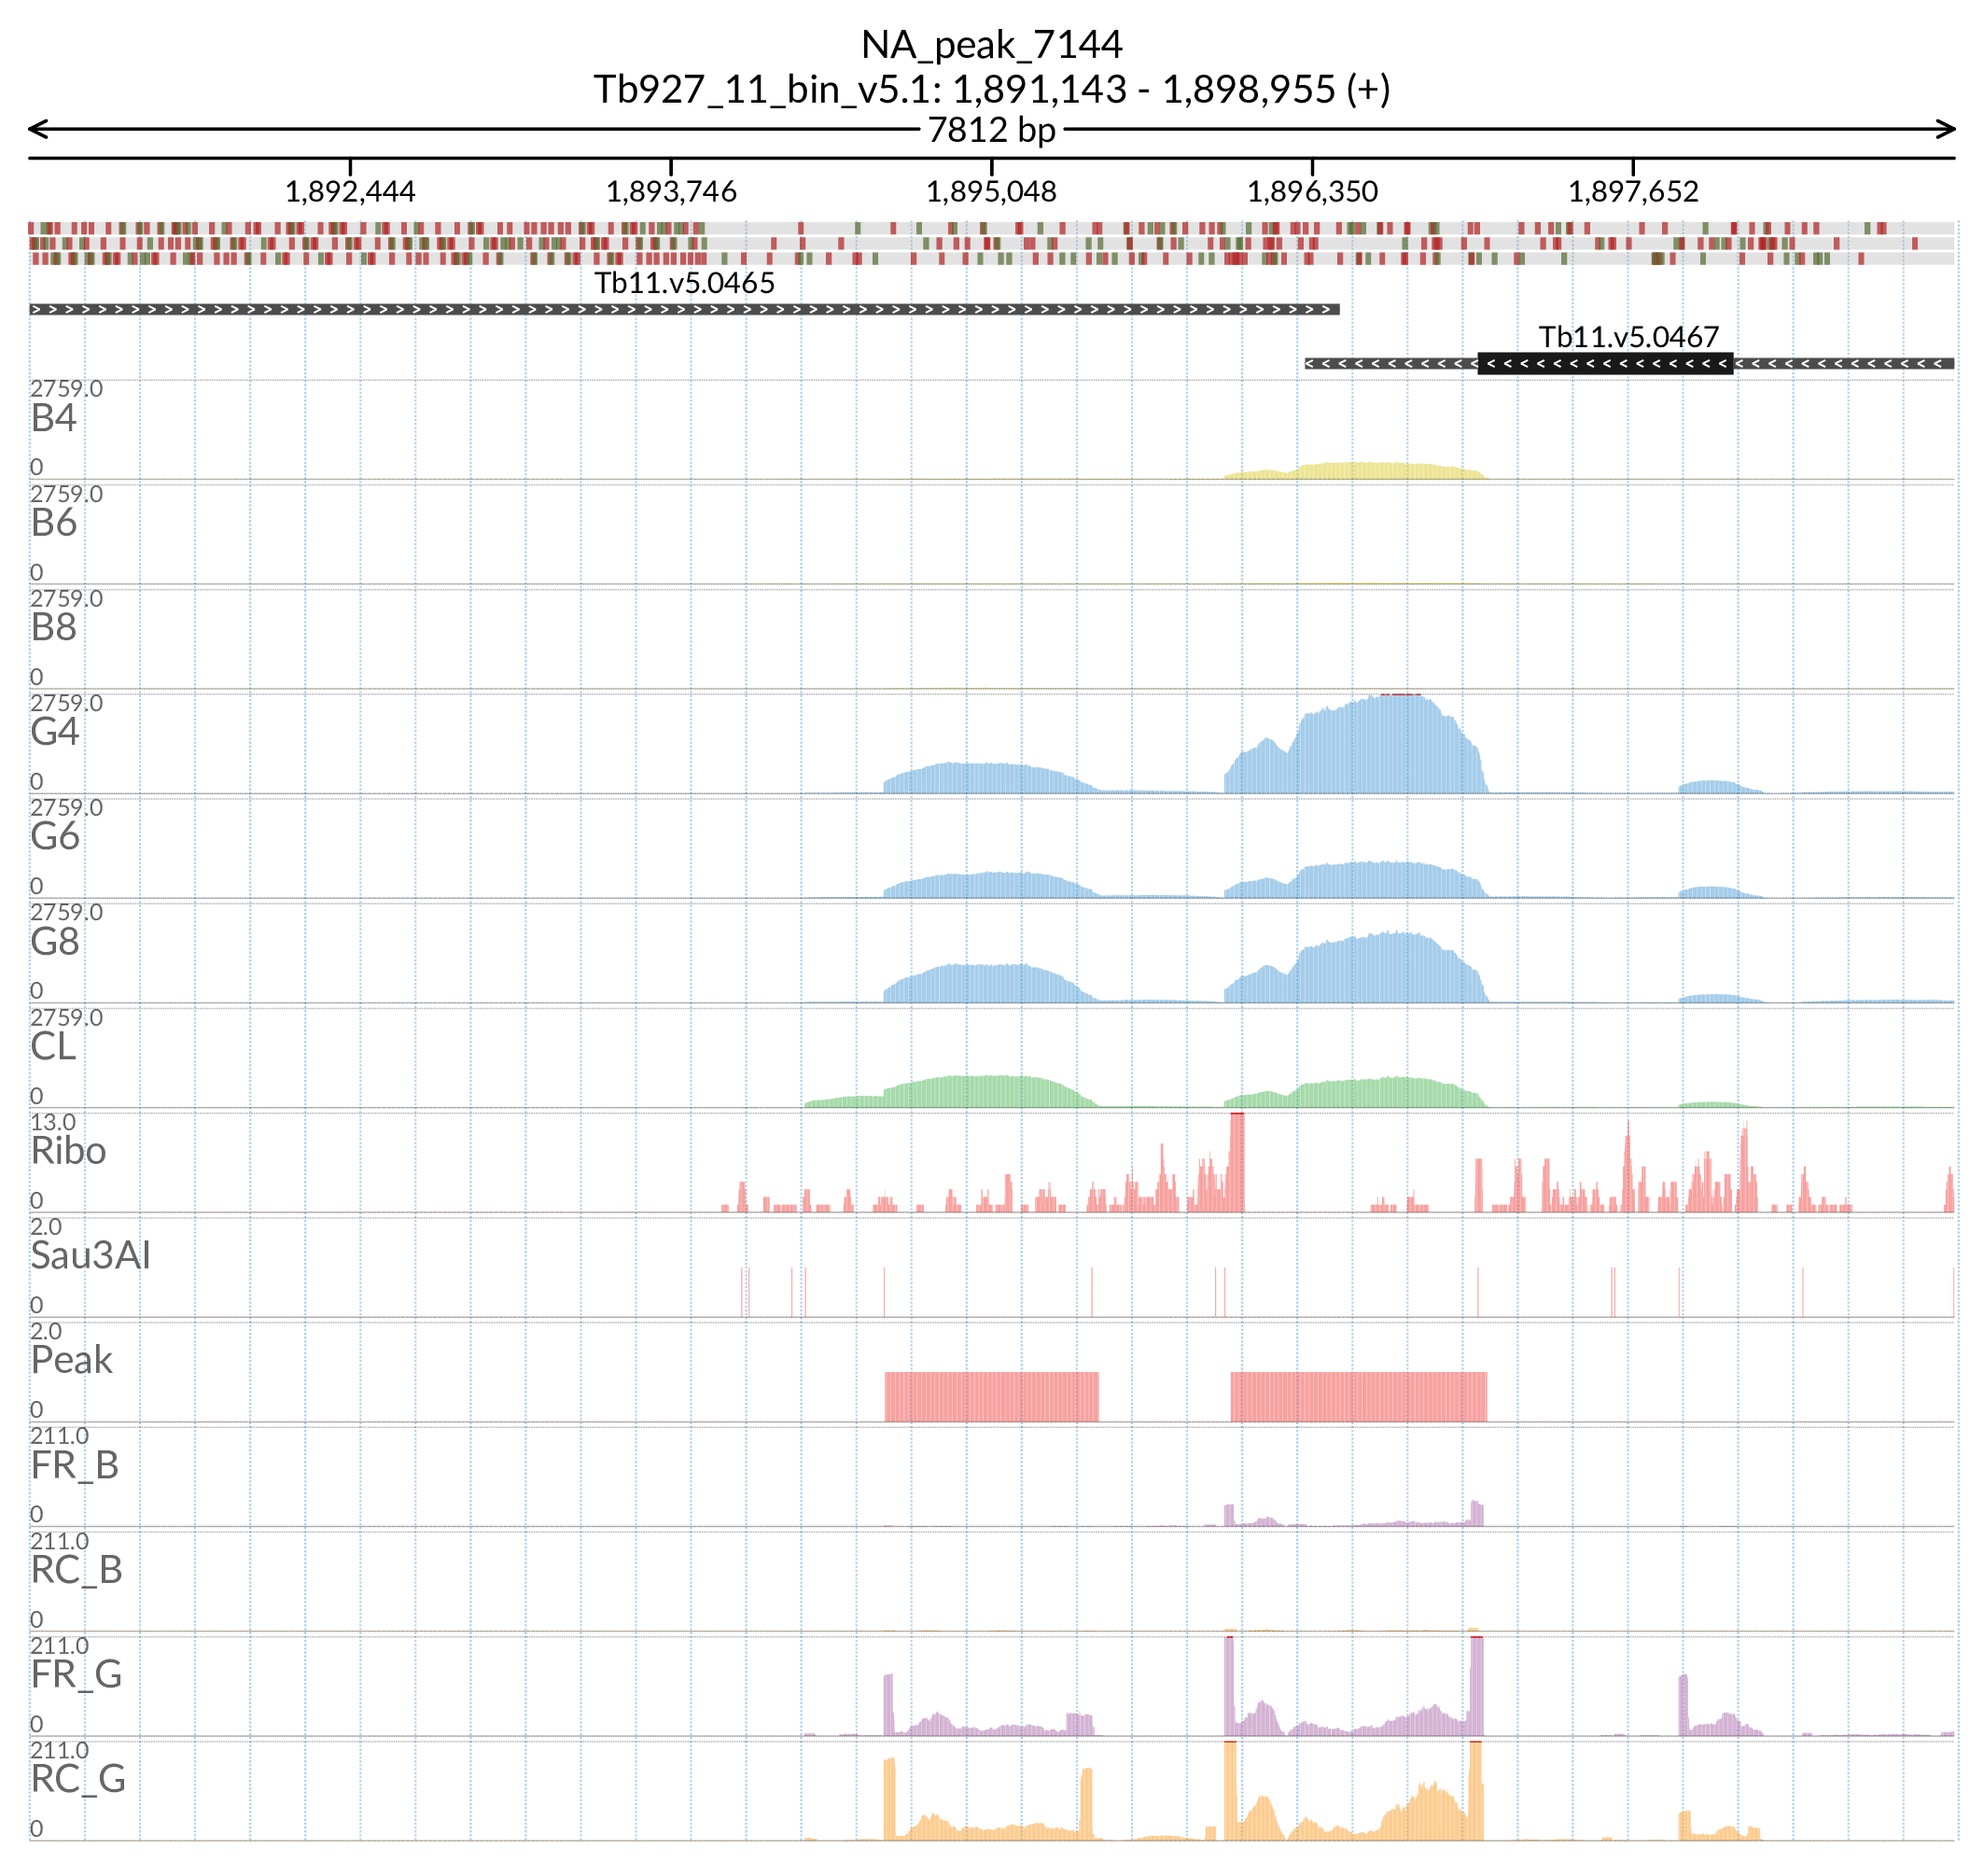 NA_peak_7144
Tb927_11_bin_v5.1: 1,891,143 - 1,898,955 (+)
7812 bp
1,892,444 1,893,746 1,895,048 1,896,350 1,897,652
Tb11.v5.0465
Tb11.v5.0467
2759.0
B4
0
2759.0
B6
0
2759.0
B8
0
2759.0
G4
0
2759.0
G6
0
2759.0
G8
0
2759.0
CL
0
13.0
Ribo
0
2.0
Sau3AI
0
2.0
Peak
0
211.0
FR_B
0
211.0
RC_B
0
211.0
FR_G
0
211.0
RC_G
0